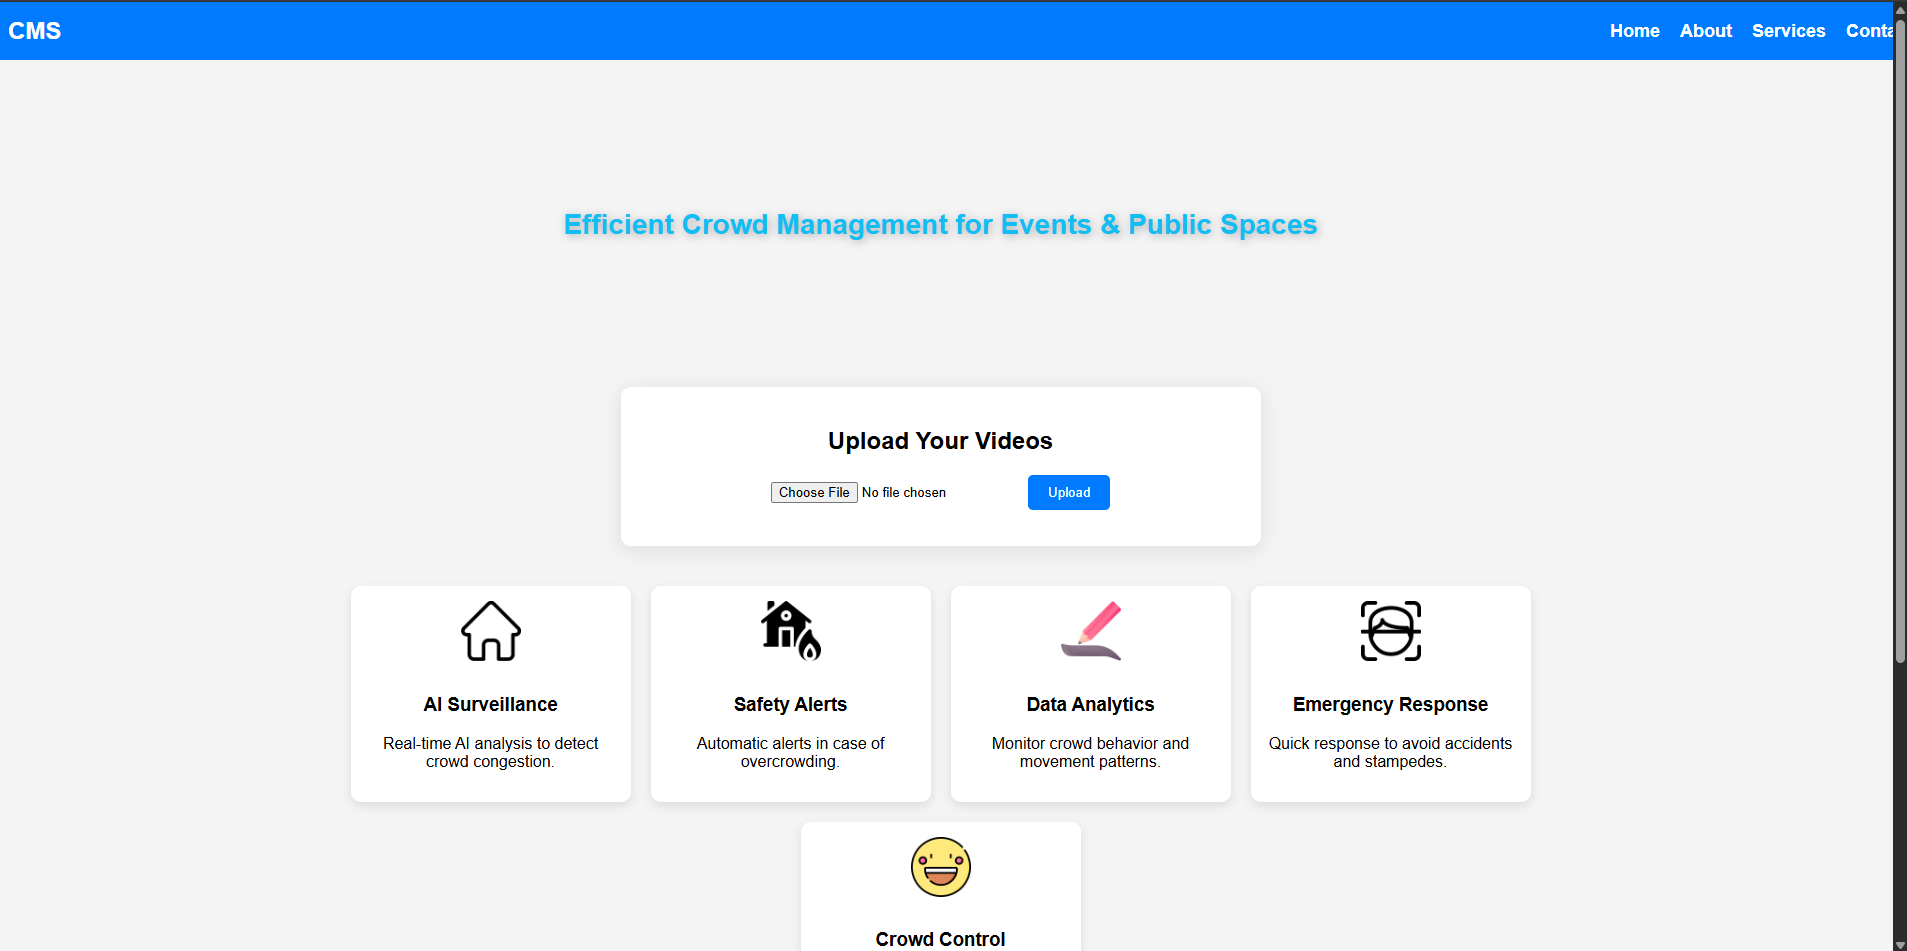 CMS
Home About Services Conta
Efficient Crowd Management for Events & Public Spaces
Upload Your Videos
Choose File No file chosen Upload
AI Surveillance
Real-time AI analysis to detect
crowd congestion.
Safety Alerts
Automatic alerts in case of
overcrowding.
Data Analytics
Monitor crowd behavior and
movement patterns.
Emergency Response
Quick response to avoid accidents
and stampedes.
Crowd Control